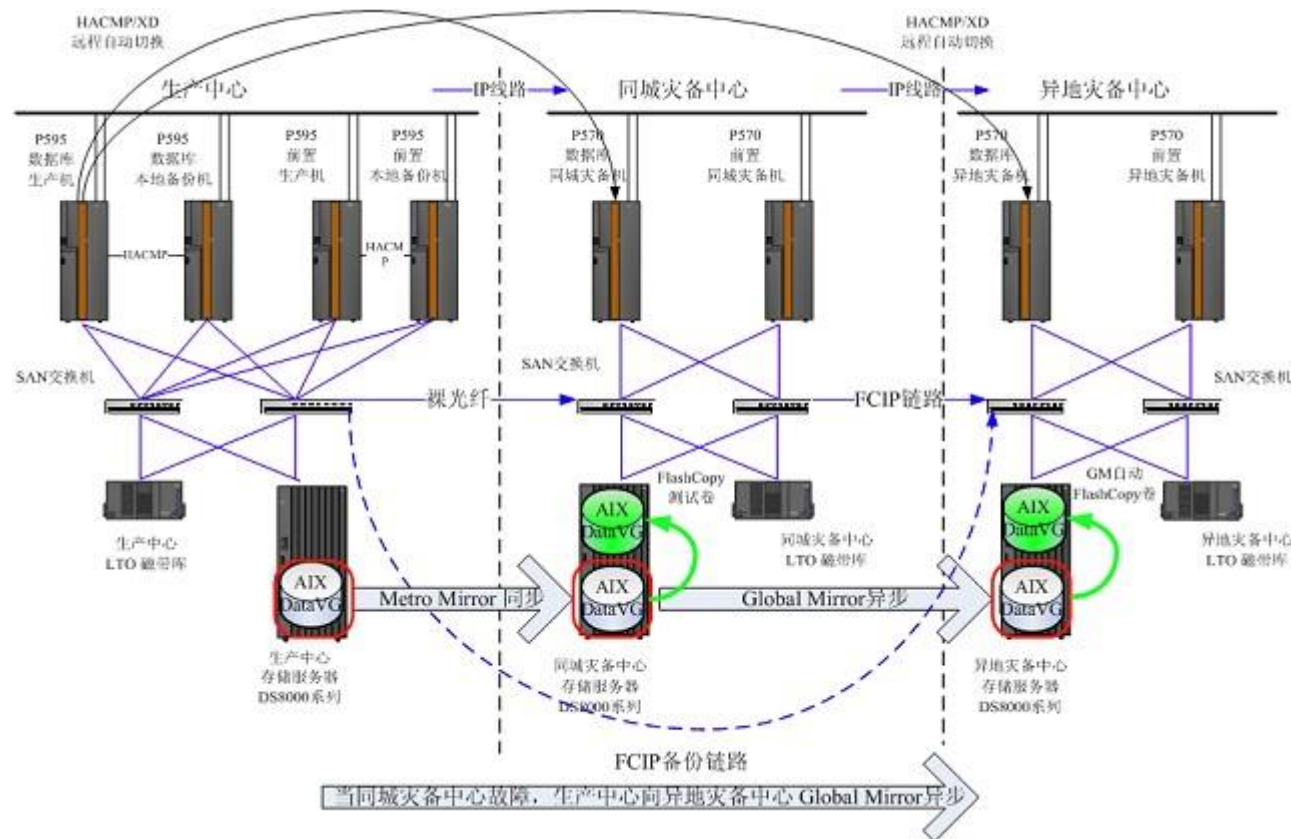 HACMP/XD
远程自动切换
HACMP/XD
远程自动切换
生产中心
IP线路
同城灾备中心
IP线路
异地灾备中心
P595
数据库
生产机
P595
数据库
本地备份机
P595
前置
生产机
P595
前置
本地备份机
P570
数据库
同城灾备机
P570
前置
同城灾备机
P570
数据库
异地灾备机
P570
前置
异地灾备机
HACMP
HACM
P
SAN交换机
SAN交换机
SAN交换机
裸光纤
FCIP链路
FlashCopy
测试卷
GM自动
FlashCopy卷
生产中心
LTO 磁带库
同城灾备中心
LTO 磁带库
异地灾备中心
LTO 磁带库
AIX
DataVG
AIX
DataVG
AIX
DataVG
AIX
DataVG
AIX
DataVG
Metro Mirror 同步
Global Mirror异步
生产中心
存储服务器
DS8000系列
同城灾备中心
存储服务器
DS8000系列
异地灾备中心
存储服务器
DS8000系列
FCIP备份链路
当同城灾备中心故障，生产中心向异地灾备中心 Global Mirror异步